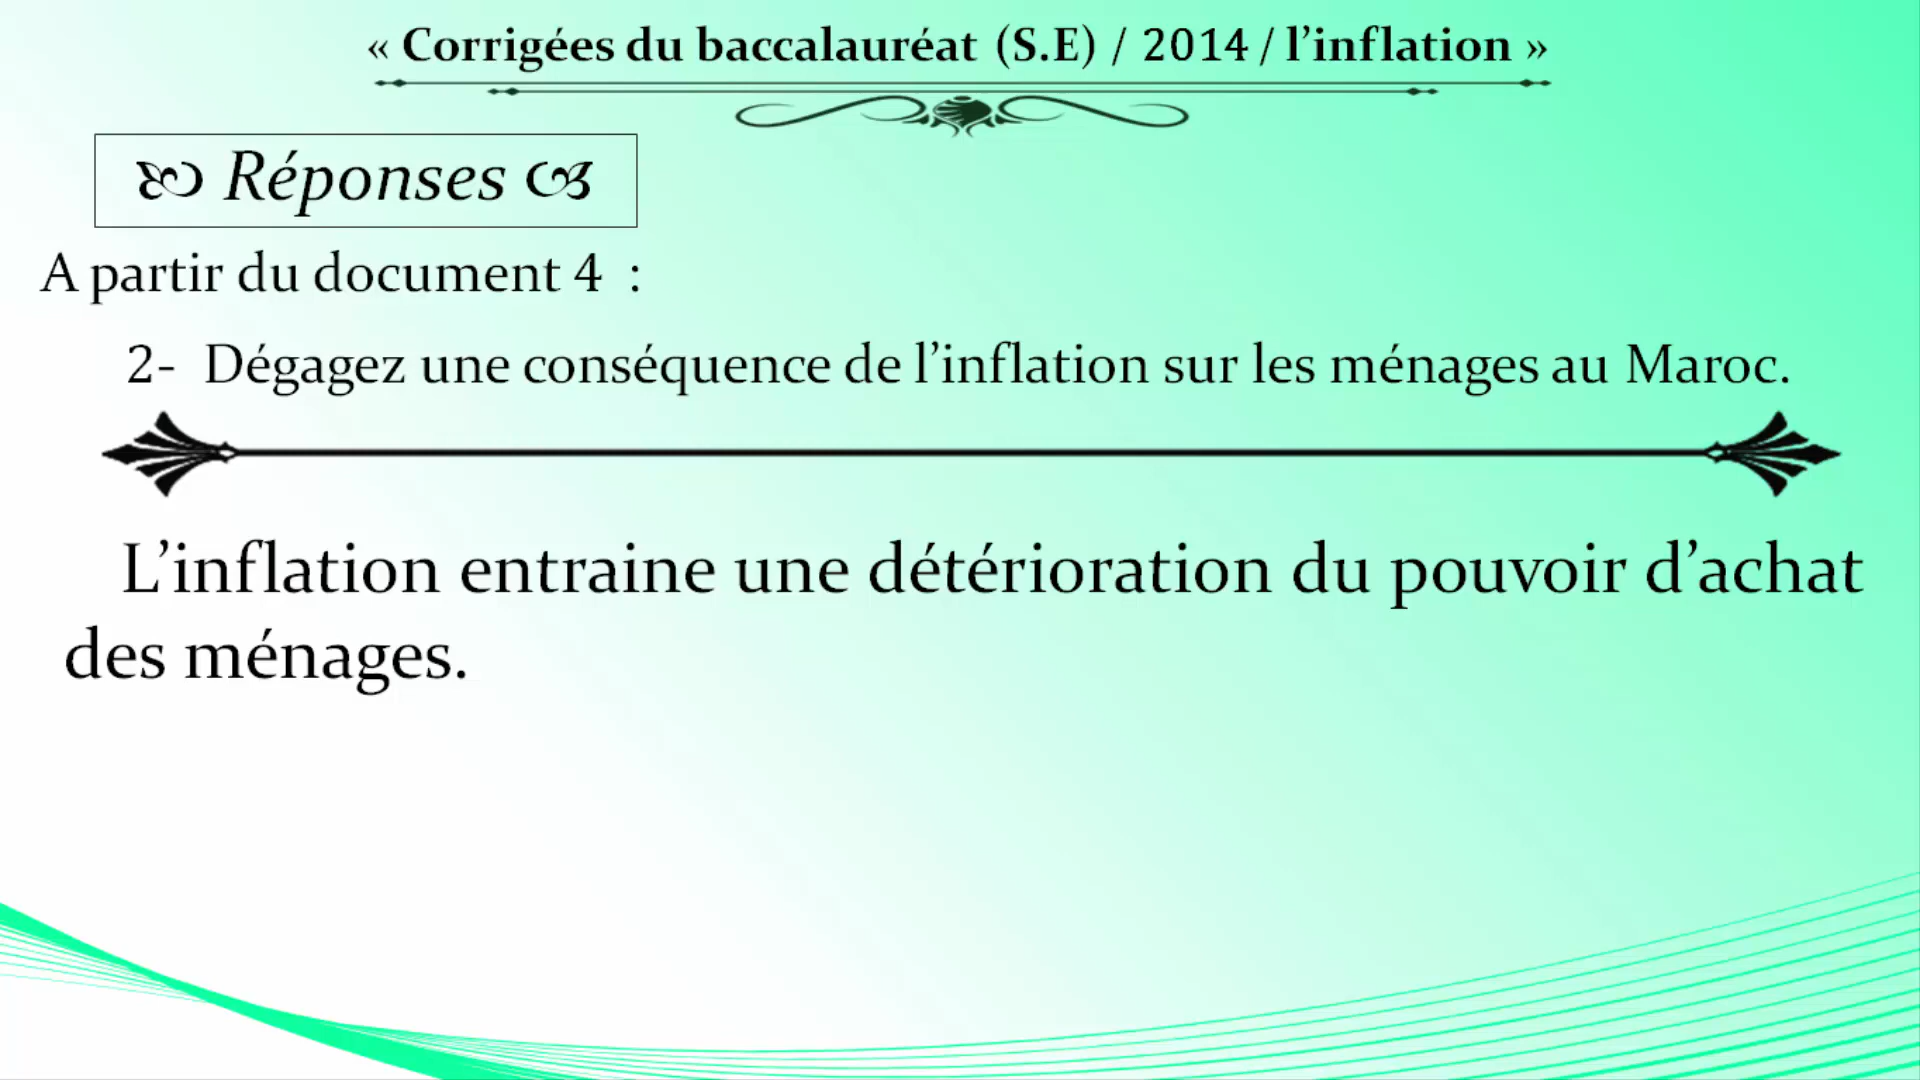 « Corrigées du baccalauréat (S.E) / 2014 / l’inflation »
Réponses
A partir du document 4 :
2- Dégagez une conséquence de l’inflation sur les ménages au Maroc.
L’inflation entraine une détérioration du pouvoir d’achat
des ménages.